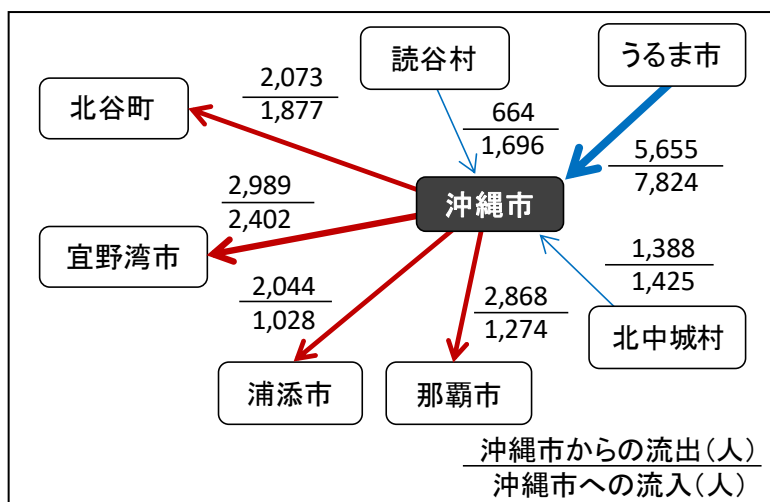 読谷村
うるま市
北谷町
2,073
1,877
664
1,696
5,655
7,824
沖縄市
2,989
2,402
宜野湾市
1,388
1,425
2,044
1,028
2,868
1,274
北中城村
浦添市
那覇市
沖縄市からの流出(人)
沖縄市への流入(人)